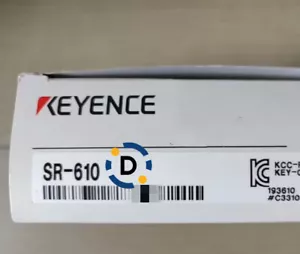 KEYENCE
SR-610
D
KCC-
KEY-
193610
#C3310